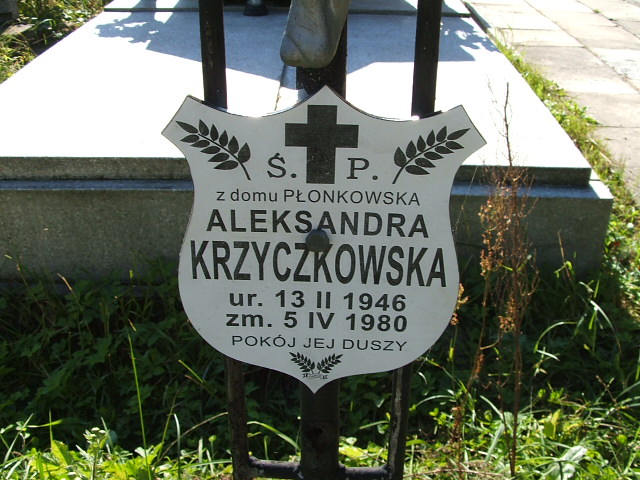 Ś. P.
z domu PŁONKOWSKA
ALEKSANDRA
KRZYCZKOWSKA
ur. 13 II 1946
zm. 5 IV 1980
POKÓJ JEJ DUSZY